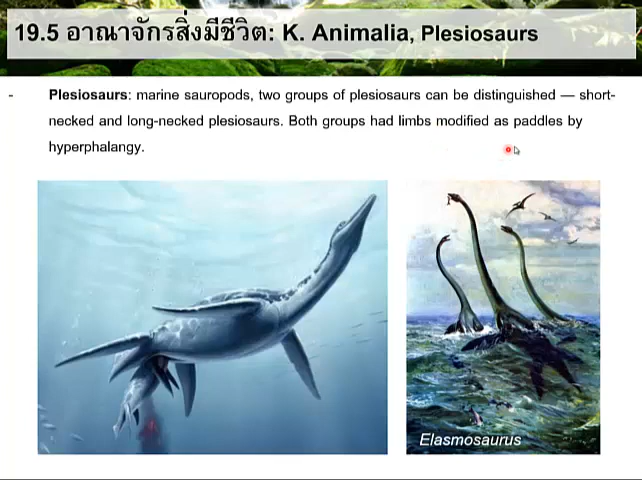 19.5 อาณาจักรสิ่งมีชีวิต: K. Animalia, Plesiosaurs
- Plesiosaurs: marine sauropods, two groups of plesiosaurs can be distinguished — short-
necked and long-necked plesiosaurs. Both groups had limbs modified as paddles by
hyperphalangy.
Elasmosaurus